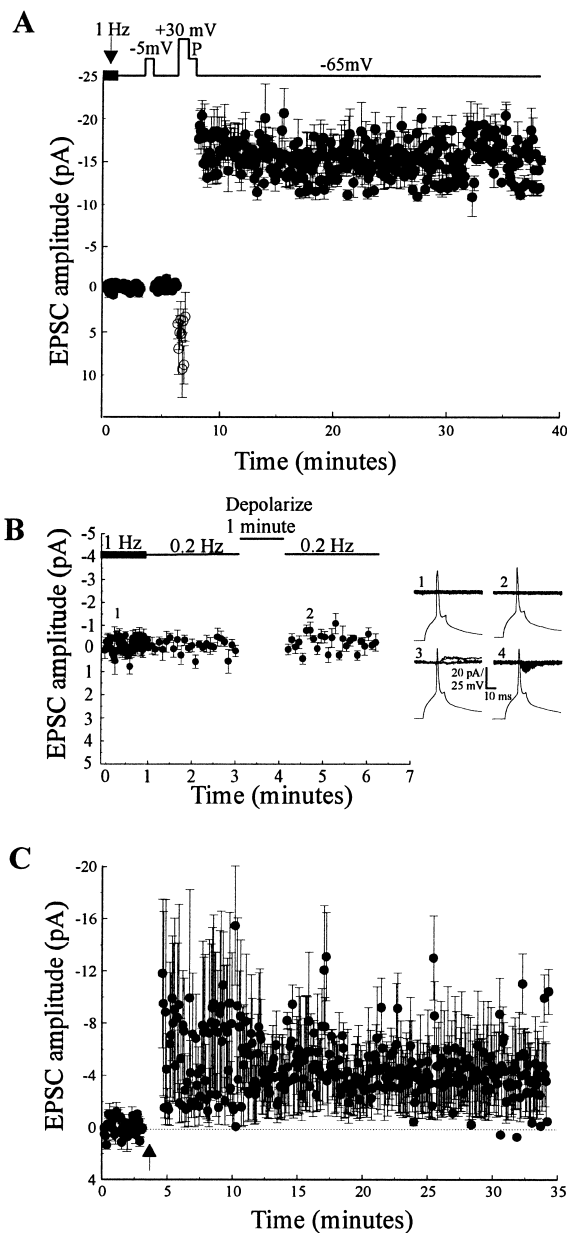 A
1 Hz
+30 mV
-5mV
P
-65mV
-25
-20
-15
-10
-5
0
5
10
EPSC amplitude (pA)
0
10
20
30
40
Time (minutes)
B
Depolarize
1 minute
1 Hz
0.2 Hz
0.2 Hz
-5
-4
-3
-2
-1
0
1
2
3
4
5
EPSC amplitude (pA)
1
2
0
1
2
3
4
5
6
7
Time (minutes)
1
2
3
4
20 pA/
25 mV
10 ms
C
-20
-16
-12
-8
-4
0
4
EPSC amplitude (pA)
0
5
10
15
20
25
30
35
Time (minutes)